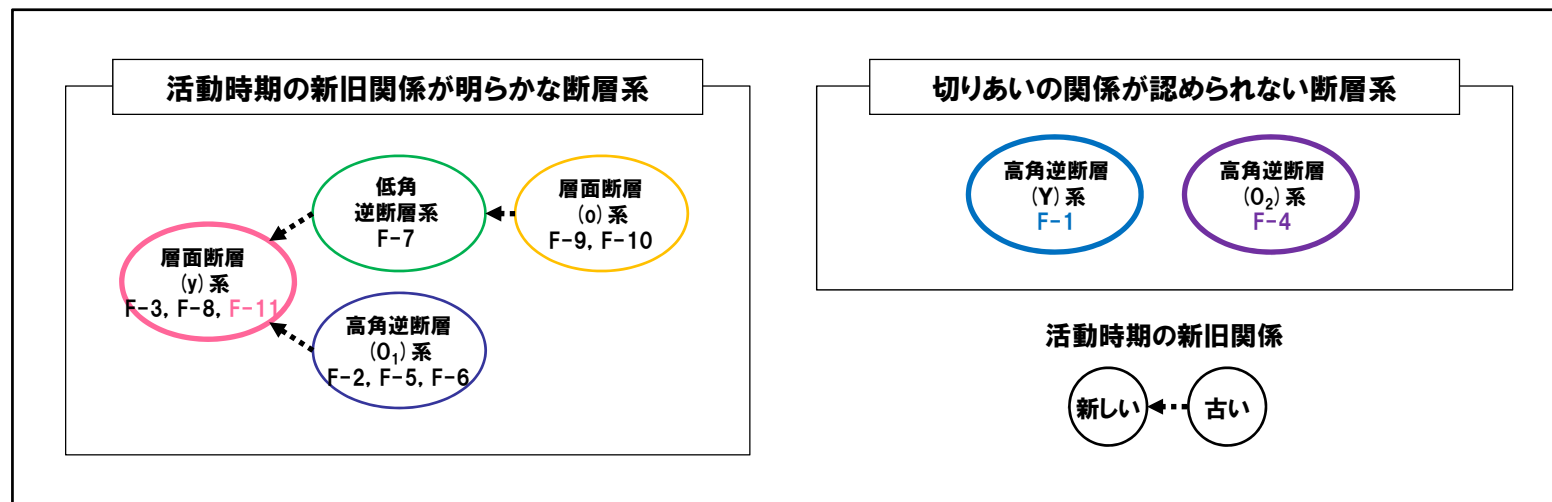 活動時期の新旧関係が明らかな断層系
低角
逆断層系
F-7
層面断層
(o)系
F-9, F-10
層面断層
(y)系
F-3, F-8, F-11
高角逆断層
(O₁)系
F-2, F-5, F-6
切りあいの関係が認められない断層系
高角逆断層
(Y)系
F-1
高角逆断層
(O₂)系
F-4
活動時期の新旧関係
新しい
古い